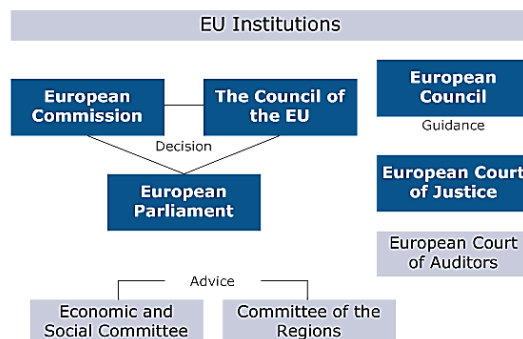 EU Institutions
European
Commission
The Council of
the EU
Decision
European
Parliament
European
Council
Guidance
European Court
of Justice
European Court
of Auditors
Advice
Economic and
Social Committee
Committee of the
Regions